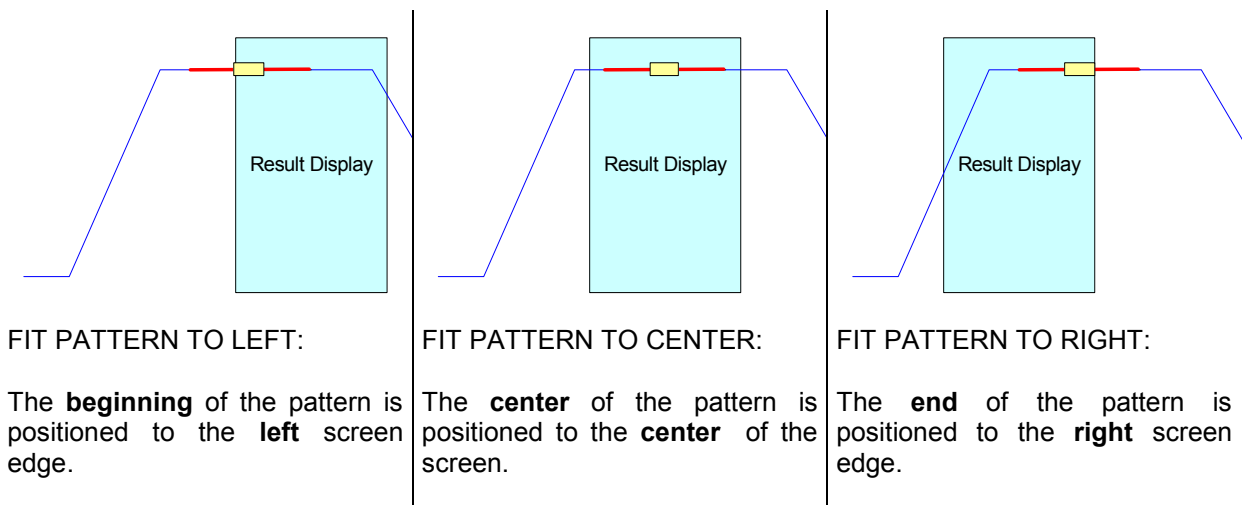 Result Display
FIT PATTERN TO LEFT:
The beginning of the pattern is
positioned to the left screen
edge.
Result Display
FIT PATTERN TO CENTER:
The center of the pattern is
positioned to the center of the
screen.
Result Display
FIT PATTERN TO RIGHT:
The end of the pattern is
positioned to the right screen
edge.